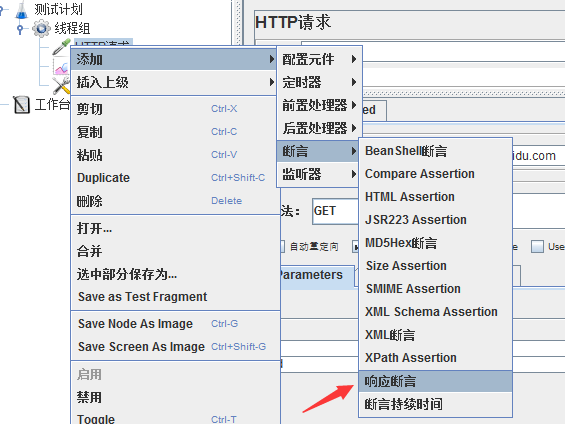 测试计划
线程组
HTTP请求
工作台
HTTP请求
添加
插入上级
剪切 Ctrl-X
复制 Ctrl-C
粘贴 Ctrl-V
Duplicate Ctrl+Shift-C
删除 Delete
打开...
合并
选中部分保存为...
Save as Test Fragment
Save Node As Image Ctrl-G
Save Screen As Image Ctrl+Shift-G
启用
禁用
Toggle Ctrl-T
配置元件
定时器
前置处理器
后置处理器
断言
监听器
BeanShell断言
Compare Assertion
HTML Assertion
JSR223 Assertion
MD5Hex断言
Size Assertion
SMIME Assertion
XML Schema Assertion
XML断言
XPath Assertion
响应断言
断言持续时间
ed
idu.com
法: GET
自动重定向
e
Use
Parameters